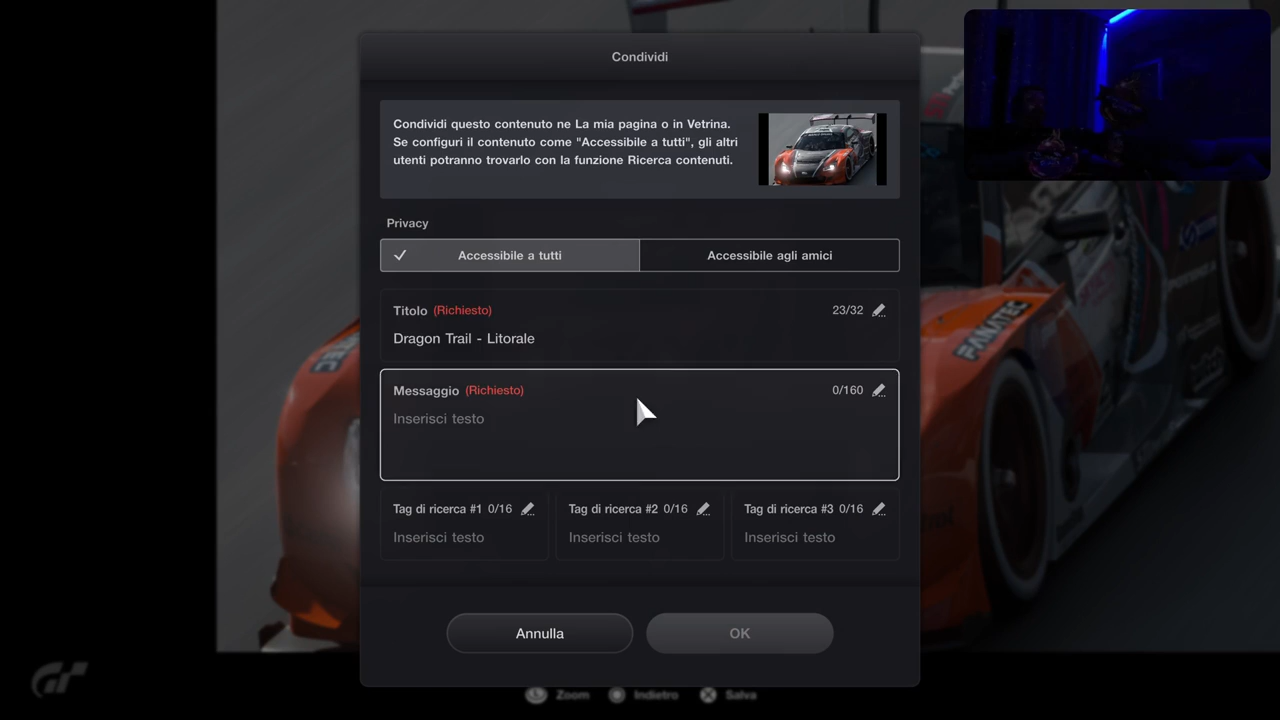 Condividi
Condividi questo contenuto ne La mia pagina o in Vetrina.
Se configuri il contenuto come "Accessibile a tutti", gli altri
utenti potranno trovarlo con la funzione Ricerca contenuti.
Privacy
Accessibile a tutti
Accessibile agli amici
Titolo (Richiesto) 23/32
Dragon Trail - Litorale
Messaggio (Richiesto) 0/160
Inserisci testo
Tag di ricerca #1 0/16
Inserisci testo
Tag di ricerca #2 0/16
Inserisci testo
Tag di ricerca #3 0/16
Inserisci testo
Annulla
OK
FANATEC
Zoom
Indietro
Salva